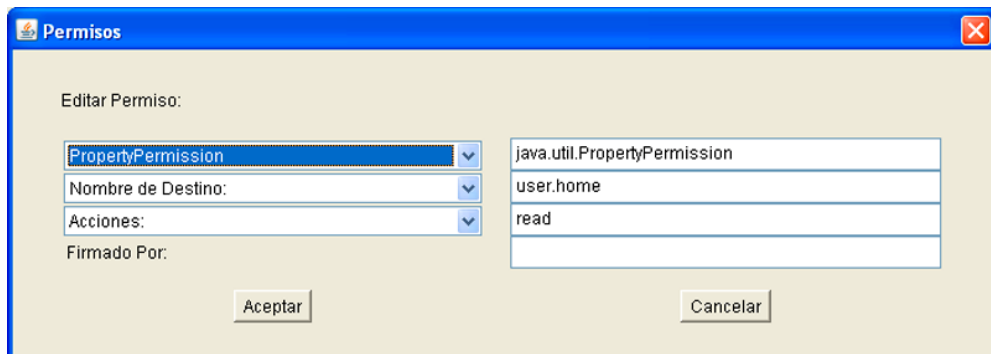 Permisos
Editar Permiso:
PropertyPermission java.util.PropertyPermission
Nombre de Destino: user.home
Acciones: read
Firmado Por:
Aceptar Cancelar